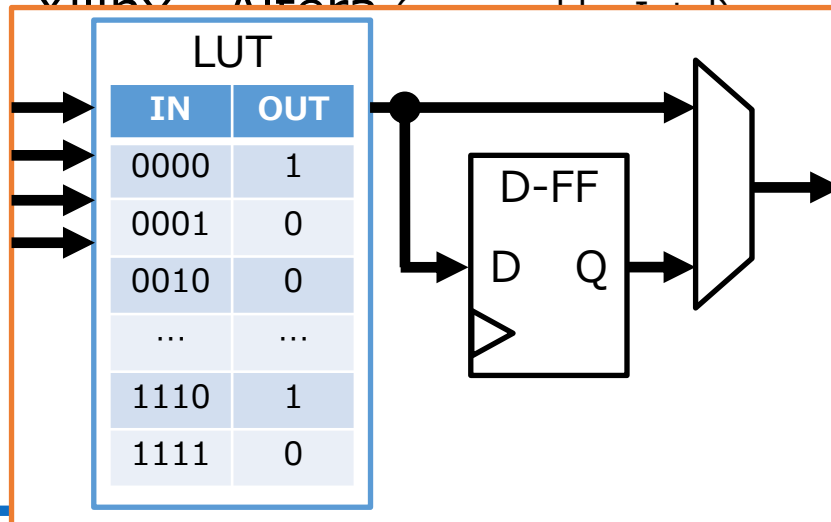 LUT
IN OUT
0000 1
0001 0
0010 0
... ...
1110 1
1111 0
D-FF
D Q